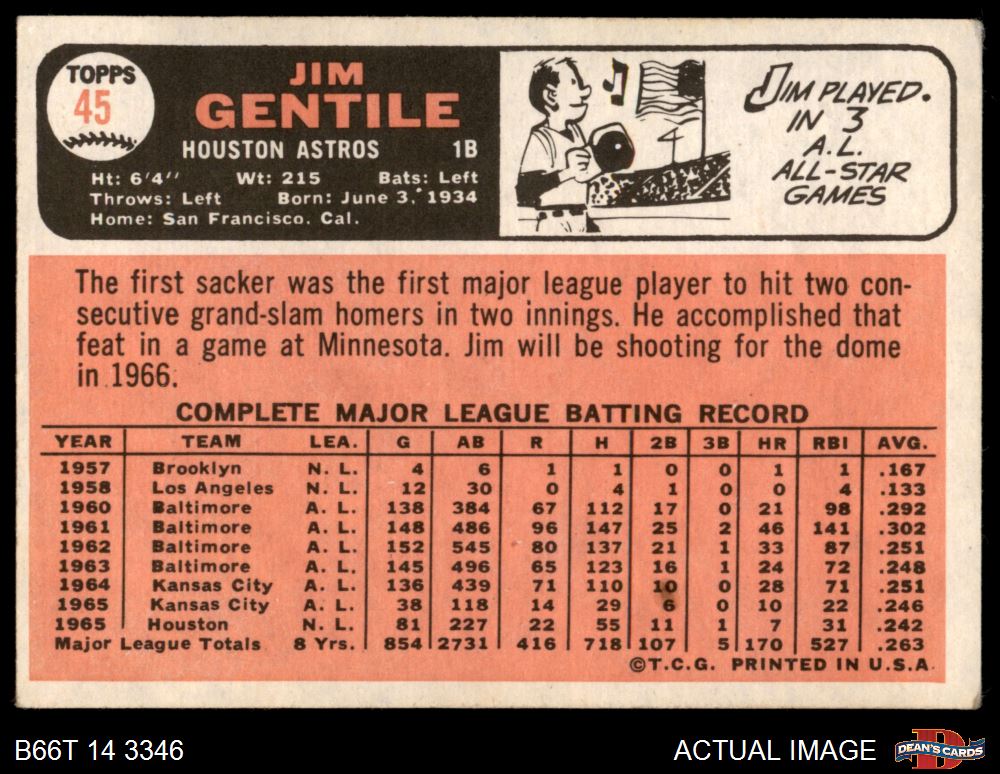 TOPPS
45
JIM
GENTILE
HOUSTON ASTROS 1B
Ht: 6'4" Wt: 215 Bats: Left
Throws: Left Born: June 3, 1934
Home: San Francisco, Cal.
4
JIM PLAYED.
IN 3
A.L.
ALL-STAR
GAMES
The first sacker was the first major league player to hit two con-
secutive grand-slam homers in two innings. He accomplished that
feat in a game at Minnesota. Jim will be shooting for the dome
in 1966.
COMPLETE MAJOR LEAGUE BATTING RECORD
YEAR TEAM LEA. G AB R H 2B 3B HR RBI AVG.
1957 Brooklyn N. L. 4 6 1 1 0 0 1 1 .167
1958 Los Angeles N. L. 12 30 0 4 1 0 0 4 .133
1960 Baltimore A. L. 138 384 67 112 17 0 21 98 .292
1961 Baltimore A. L. 148 486 96 147 25 2 46 141 .302
1962 Baltimore A. L. 152 545 80 137 21 1 33 87 .251
1963 Baltimore A. L. 145 496 65 123 16 1 24 72 .248
1964 Kansas City A. L. 136 439 71 110 10 0 28 71 .251
1965 Kansas City A. L. 38 118 14 29 6 0 10 22 .246
1965 Houston N. L. 81 227 22 55 11 1 7 31 .242
Major League Totals 8 Yrs. 854 2731 416 718 107 5 170 527 .263
©T.C.G. PRINTED IN U.S.A.
B66T 14 3346 ACTUAL IMAGE DEAN'S CARDS